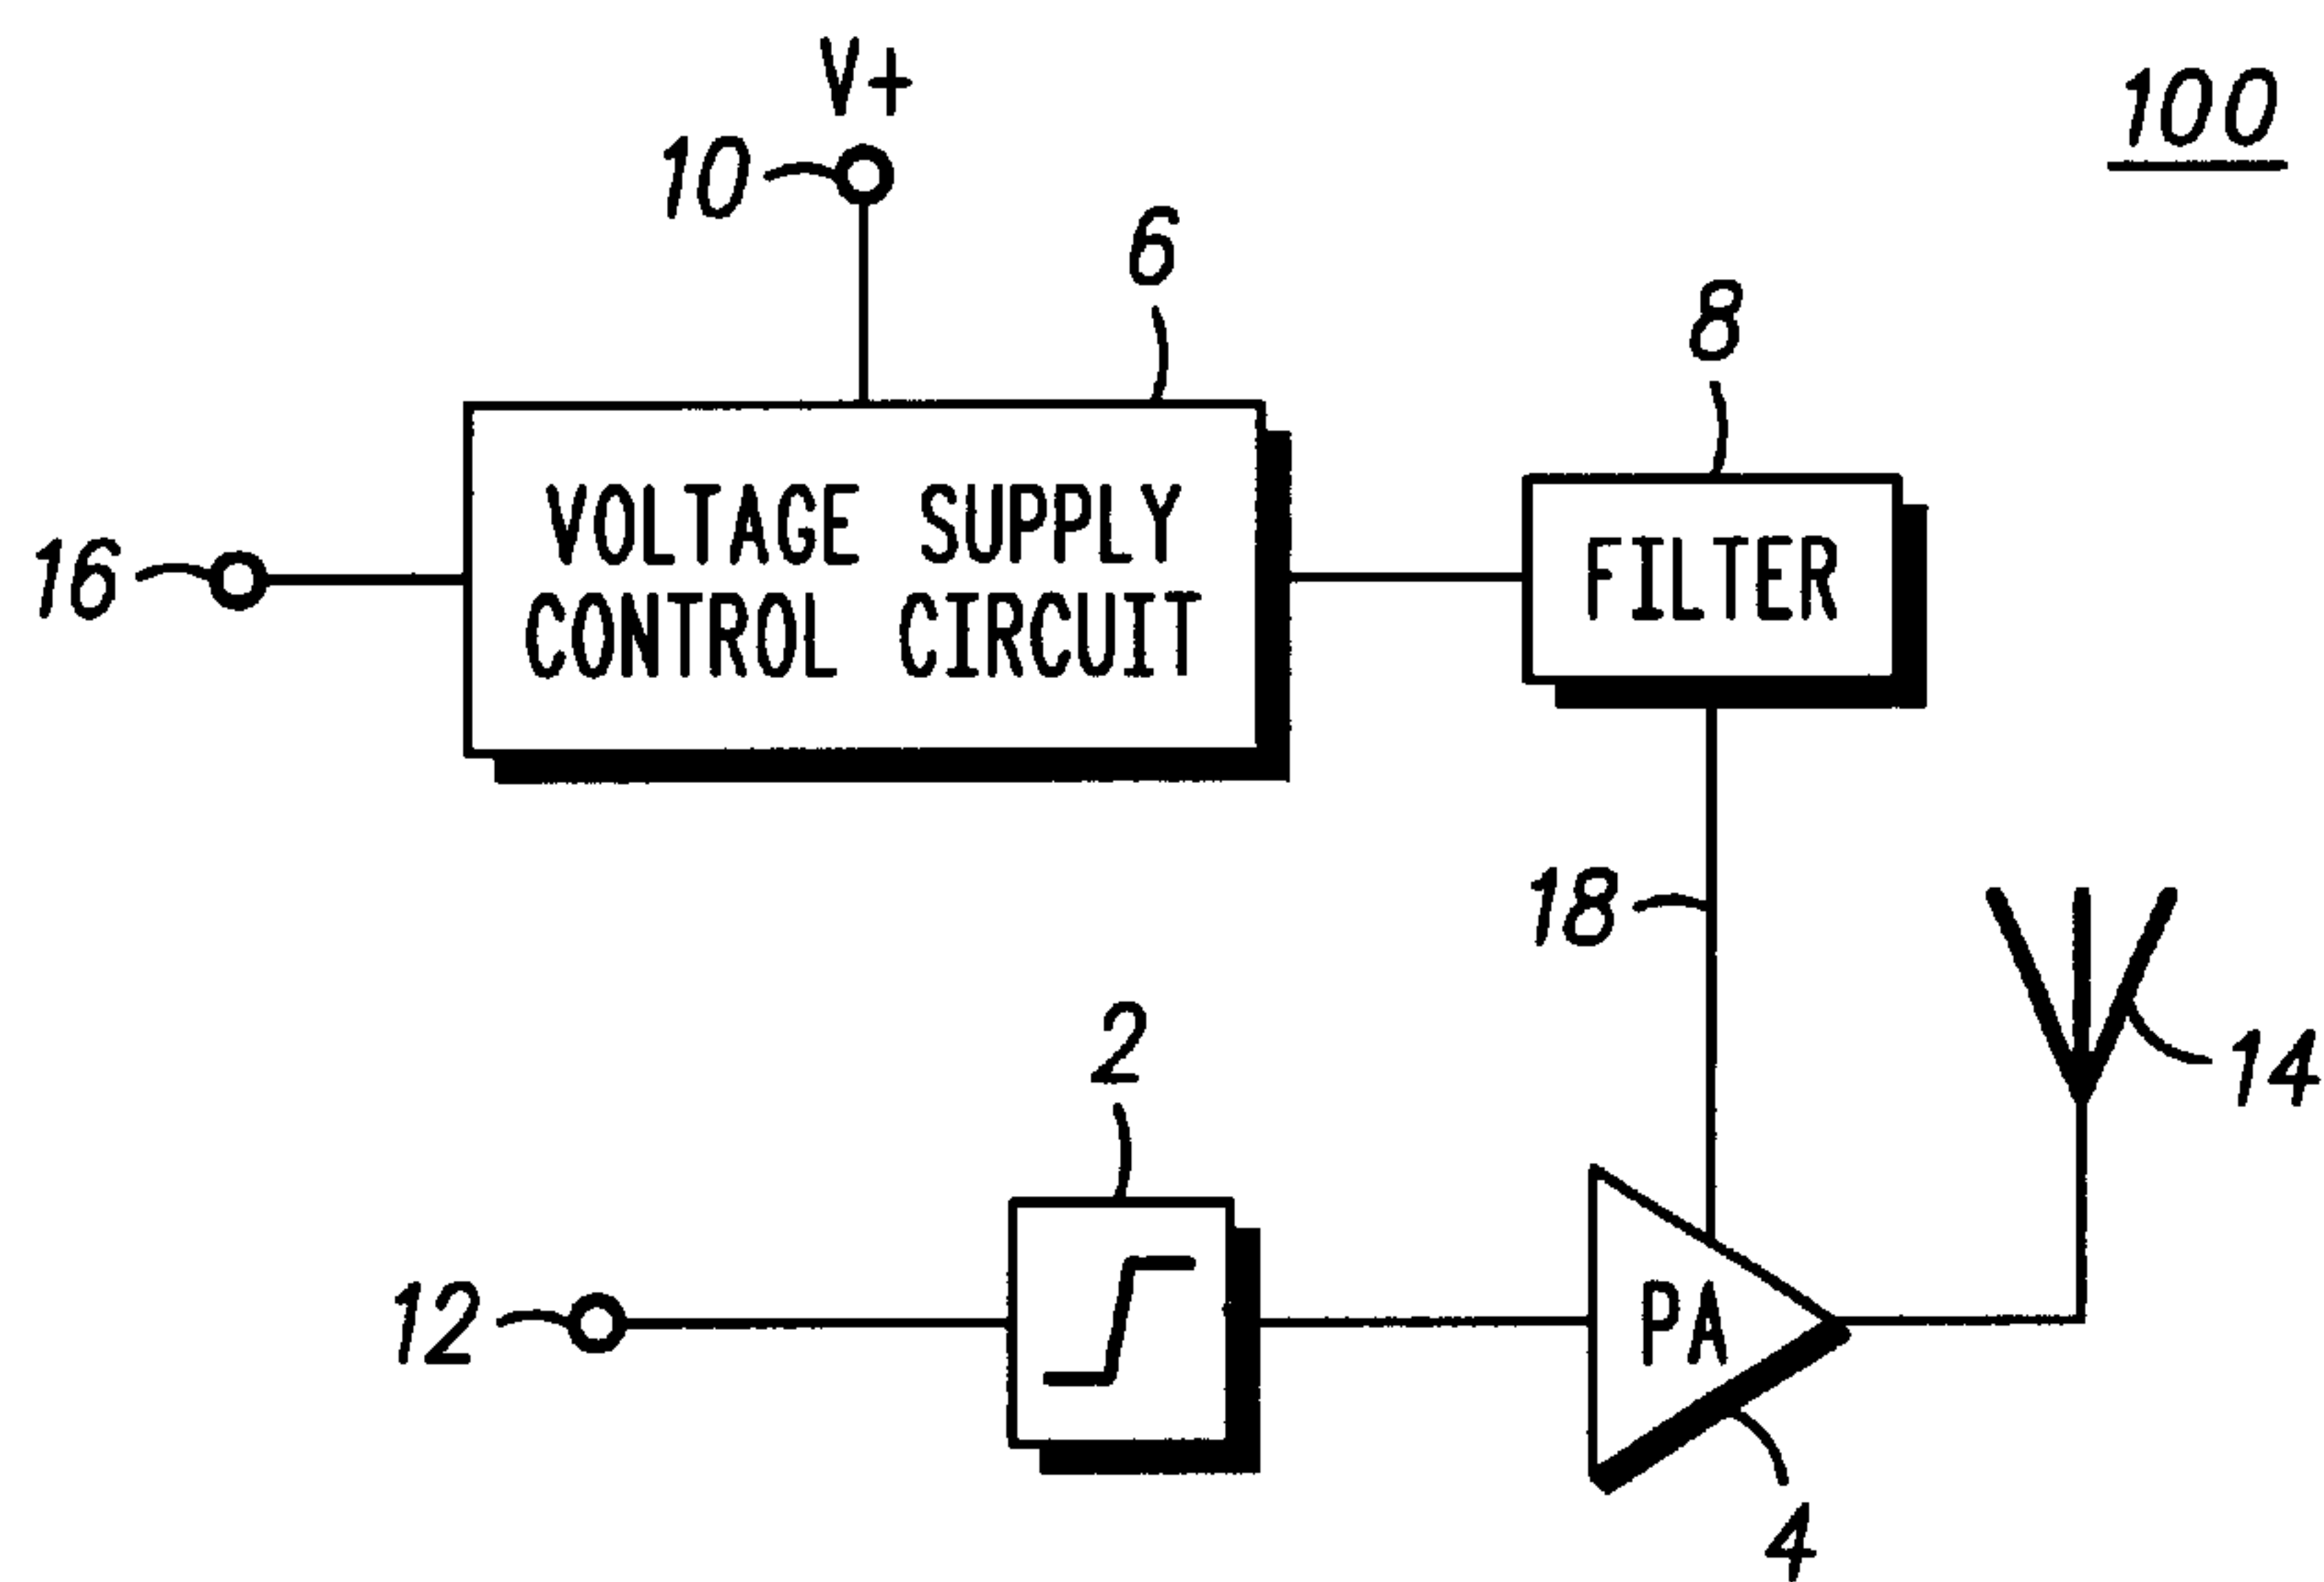 V+
100
10
6
8
VOLTAGE SUPPLY
CONTROL CIRCUIT
FILTER
16
18
2
14
12
PA
4